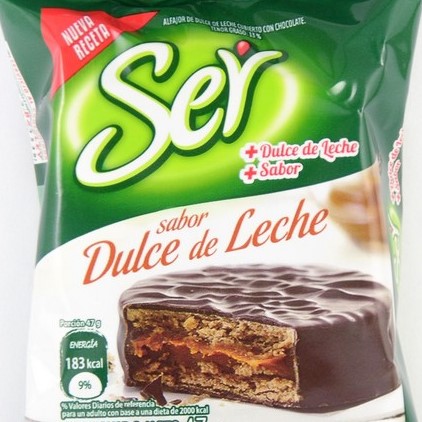 ALFAJOR DE DULCE DE LECHE CUBIERTO CON CHOCOLATE.
NUEVA
RECETA
Ser
+ Dulce de Leche
+ Sabor
sabor
Dulce de Leche
Porción 47 g
ENERGÍA
183 kcal
9%
% Valores Diarios de referencia
para un adulto con base a una dieta de 2000 kcal